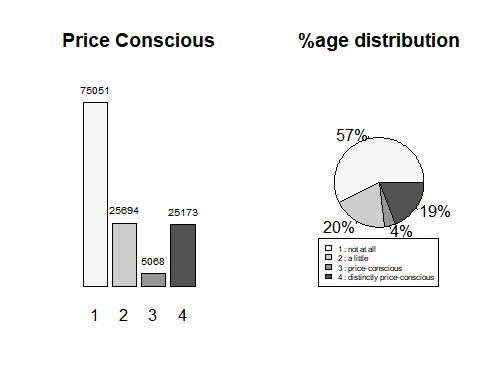 Price Conscious
75051
25694
5068
25173
1 2 3 4
%age distribution
57%
20%
4%
19%
1 : not at all
2 : a little
3 : price-conscious
4 : distinctly price-conscious